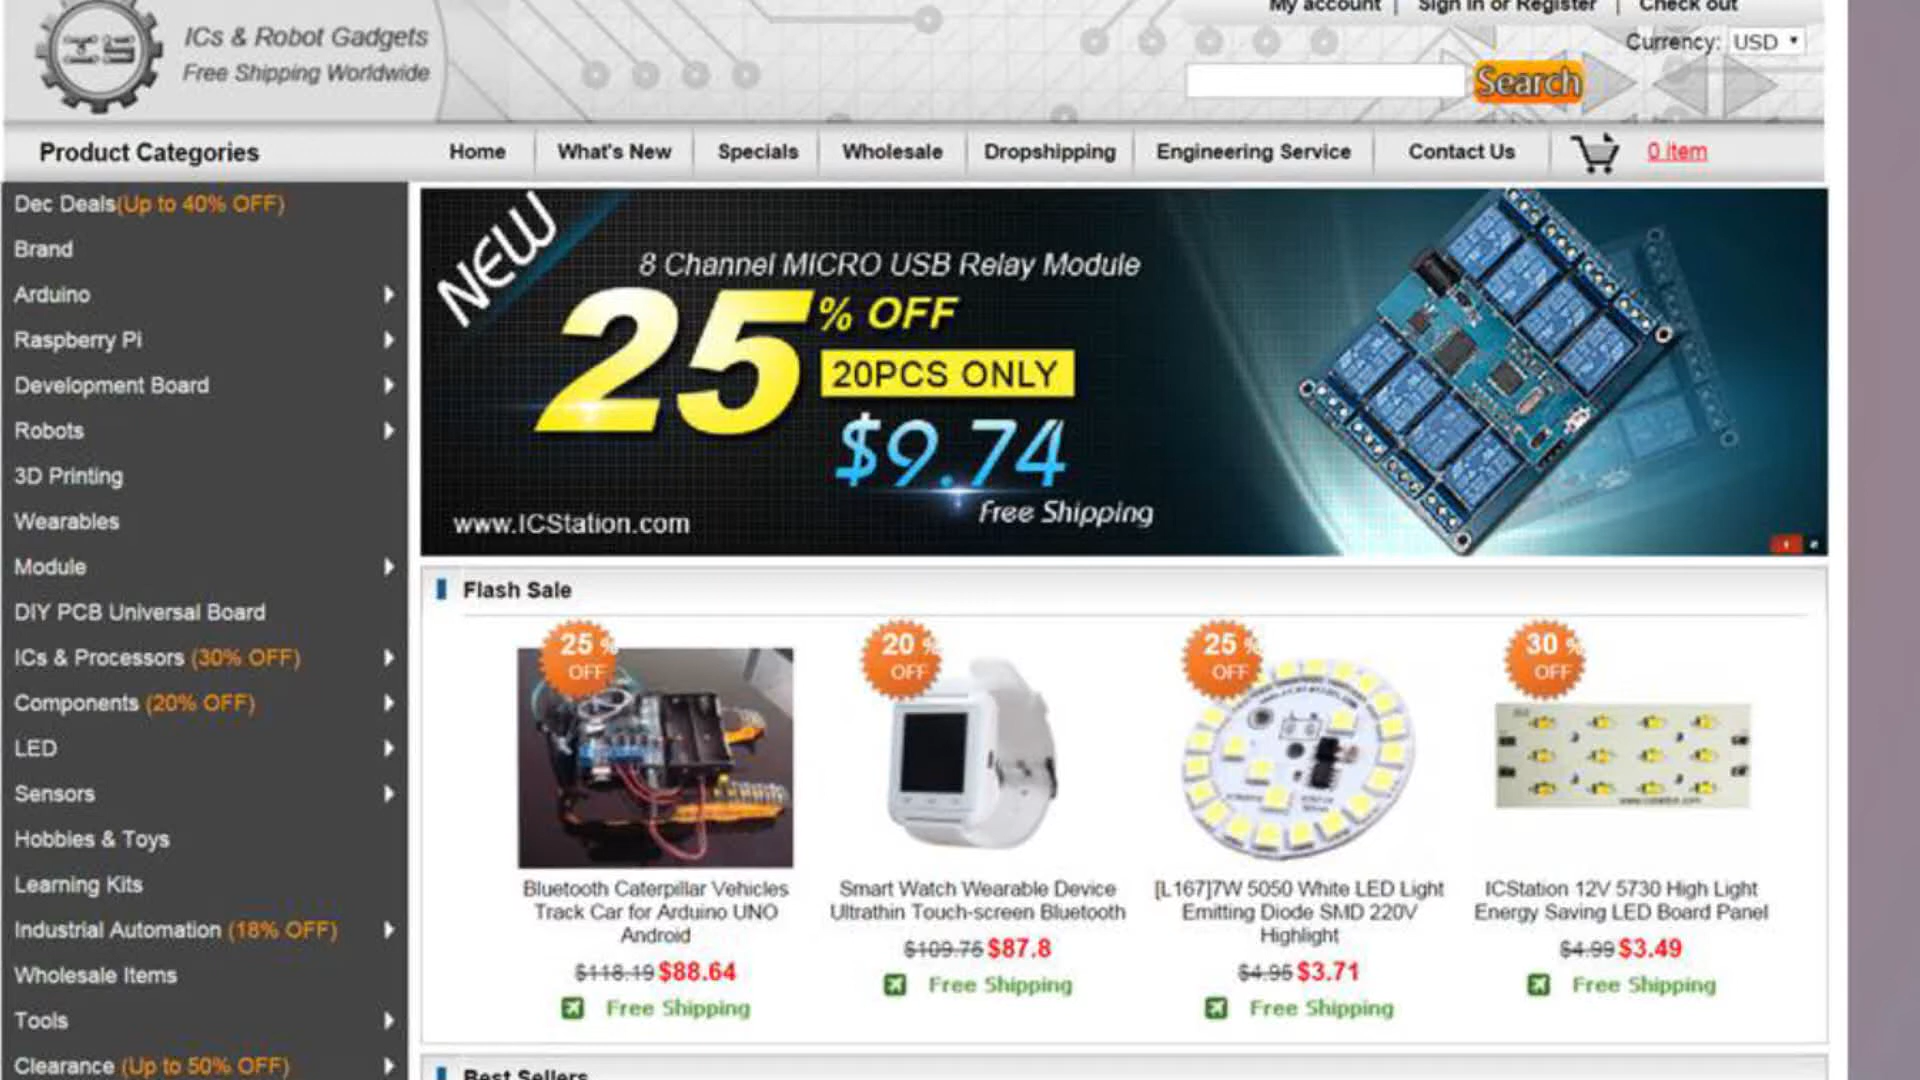 My account | Sign in or Register | Check out
ICS
ICs & Robot Gadgets
Free Shipping Worldwide
Currency: USD
Search
Product Categories
Home
What's New
Specials
Wholesale
Dropshipping
Engineering Service
Contact Us
0 Item
Dec Deals(Up to 40% OFF)
Brand
Arduino
Raspberry Pi
Development Board
Robots
3D Printing
Wearables
Module
DIY PCB Universal Board
ICs & Processors (30% OFF)
Components (20% OFF)
LED
Sensors
Hobbies & Toys
Learning Kits
Industrial Automation (18% OFF)
Wholesale Items
Tools
Clearance (Up to 50% OFF)
NEW
8 Channel MICRO USB Relay Module
25% OFF
20PCS ONLY
$9.74
Free Shipping
www.ICStation.com
Flash Sale
25%
OFF
Bluetooth Caterpillar Vehicles
Track Car for Arduino UNO
Android
$118.19 $88.64
Free Shipping
20%
OFF
Smart Watch Wearable Device
Ultrathin Touch-screen Bluetooth
$109.75 $87.8
Free Shipping
25%
OFF
[L167]7W 5050 White LED Light
Emitting Diode SMD 220V
Highlight
$4.95 $3.71
Free Shipping
30%
OFF
www.icstation.com
ICStation 12V 5730 High Light
Energy Saving LED Board Panel
$4.99 $3.49
Free Shipping
Best Sellers